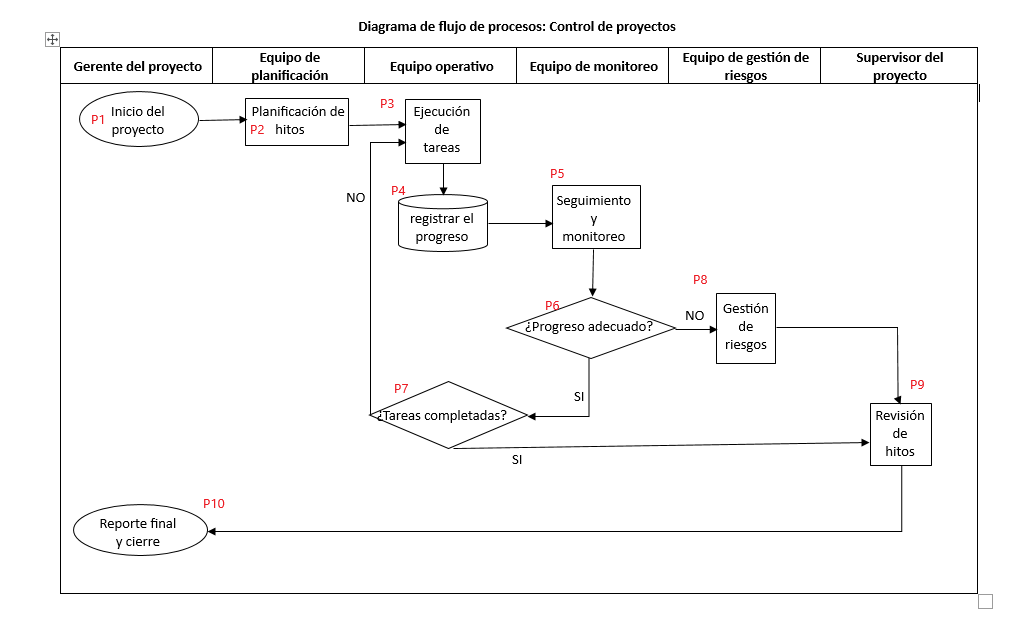 Diagrama de flujo de procesos: Control de proyectos
Gerente del proyecto
Equipo de
planificación
Equipo operativo
Equipo de monitoreo
Equipo de gestión de
riesgos
Supervisor del
proyecto
P1
Inicio del
proyecto
Planificación de
P2 hitos
P3
Ejecución
de
tareas
NO
P4
registrar el
progreso
P5
Seguimiento
y
monitoreo
P6
¿Progreso adecuado?
NO
P8
Gestión
de
riesgos
SI
P7
¿Tareas completadas?
SI
P9
Revisión
de
hitos
P10
Reporte final
y cierre